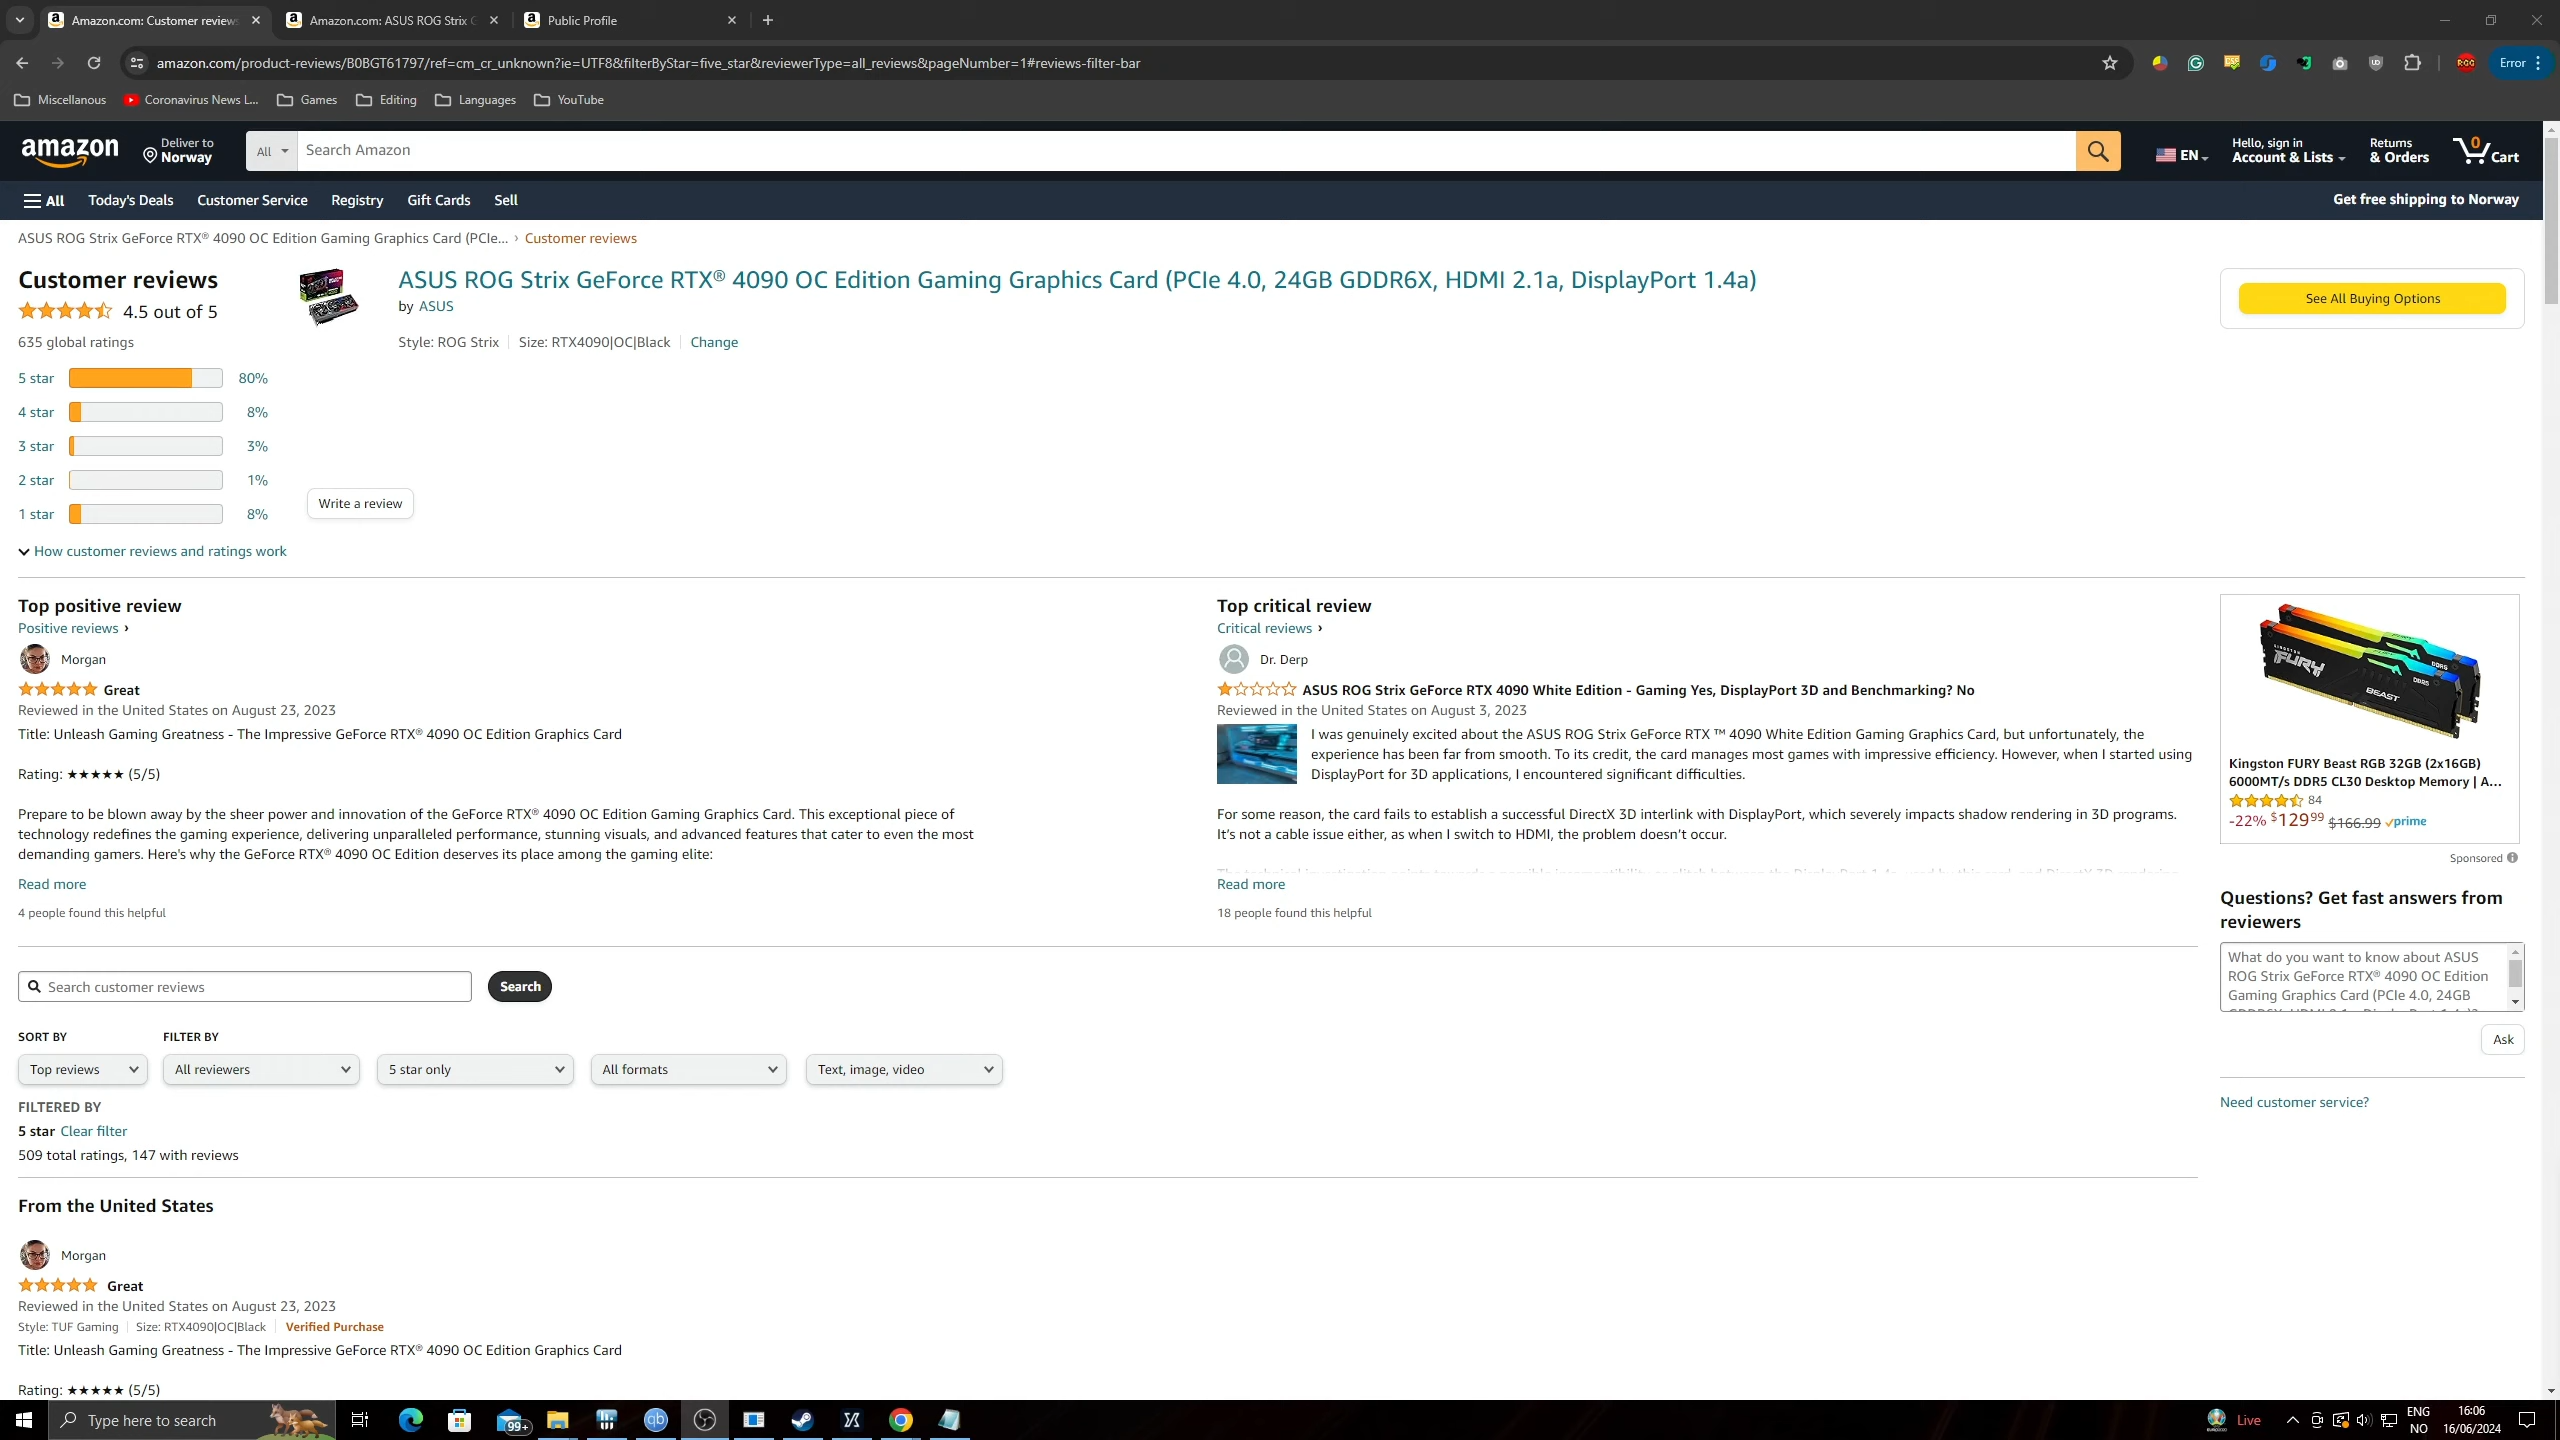 Amazon.com: Customer reviews
Amazon.com: ASUS ROG Strix G
Public Profile
amazon.com/product-reviews/B0BGT61797/ref=cm_cr_unknown?ie=UTF8&filterByStar=five_star&reviewerType=all_reviews&pageNumber=1#reviews-filter-bar
Error
Miscellanous
Coronavirus News L...
Games
Editing
Languages
YouTube
amazon
Deliver to
Norway
All
Search Amazon
EN
Hello, sign in
Account & Lists
Returns
& Orders
0
Cart
All
Today's Deals
Customer Service
Registry
Gift Cards
Sell
Get free shipping to Norway
ASUS ROG Strix GeForce RTX® 4090 OC Edition Gaming Graphics Card (PCIe... › Customer reviews
Customer reviews
4.5 out of 5
635 global ratings
5 star 80%
4 star 8%
3 star 3%
2 star 1%
1 star 8%
How customer reviews and ratings work
ASUS ROG Strix GeForce RTX® 4090 OC Edition Gaming Graphics Card (PCIe 4.0, 24GB GDDR6X, HDMI 2.1a, DisplayPort 1.4a)
by ASUS
Style: ROG Strix | Size: RTX4090|OC|Black | Change
Write a review
See All Buying Options
Top positive review
Positive reviews ›
Morgan
★★★★★ Great
Reviewed in the United States on August 23, 2023
Title: Unleash Gaming Greatness - The Impressive GeForce RTX® 4090 OC Edition Graphics Card
Rating: ★★★★★ (5/5)
Prepare to be blown away by the sheer power and innovation of the GeForce RTX® 4090 OC Edition Gaming Graphics Card. This exceptional piece of
technology redefines the gaming experience, delivering unparalleled performance, stunning visuals, and advanced features that cater to even the most
demanding gamers. Here's why the GeForce RTX® 4090 OC Edition deserves its place among the gaming elite:
Read more
4 people found this helpful
Top critical review
Critical reviews ›
Dr. Derp
ASUS ROG Strix GeForce RTX 4090 White Edition - Gaming Yes, DisplayPort 3D and Benchmarking? No
Reviewed in the United States on August 3, 2023
I was genuinely excited about the ASUS ROG Strix GeForce RTX ™ 4090 White Edition Gaming Graphics Card, but unfortunately, the
experience has been far from smooth. To its credit, the card manages most games with impressive efficiency. However, when I started using
DisplayPort for 3D applications, I encountered significant difficulties.
For some reason, the card fails to establish a successful DirectX 3D interlink with DisplayPort, which severely impacts shadow rendering in 3D programs.
It's not a cable issue either, as when I switch to HDMI, the problem doesn't occur.
Read more
18 people found this helpful
KINGSTON
FURY
BEAST
DDR5
DDR5
Kingston FURY Beast RGB 32GB (2x16GB)
6000MT/s DDR5 CL30 Desktop Memory | A...
84
-22% $129.99 $166.99 prime
Sponsored
Questions? Get fast answers from
reviewers
What do you want to know about ASUS
ROG Strix GeForce RTX® 4090 OC Edition
Gaming Graphics Card (PCIe 4.0, 24GB
Ask
Need customer service?
Search customer reviews
Search
SORT BY
FILTER BY
Top reviews
All reviewers
5 star only
All formats
Text, image, video
FILTERED BY
5 star Clear filter
509 total ratings, 147 with reviews
From the United States
Morgan
★★★★★ Great
Reviewed in the United States on August 23, 2023
Style: TUF Gaming | Size: RTX4090|OC|Black | Verified Purchase
Title: Unleash Gaming Greatness - The Impressive GeForce RTX® 4090 OC Edition Graphics Card
Rating: ★★★★★ (5/5)
Type here to search
99+
qb
Live
ENG
NO
16:06
16/06/2024